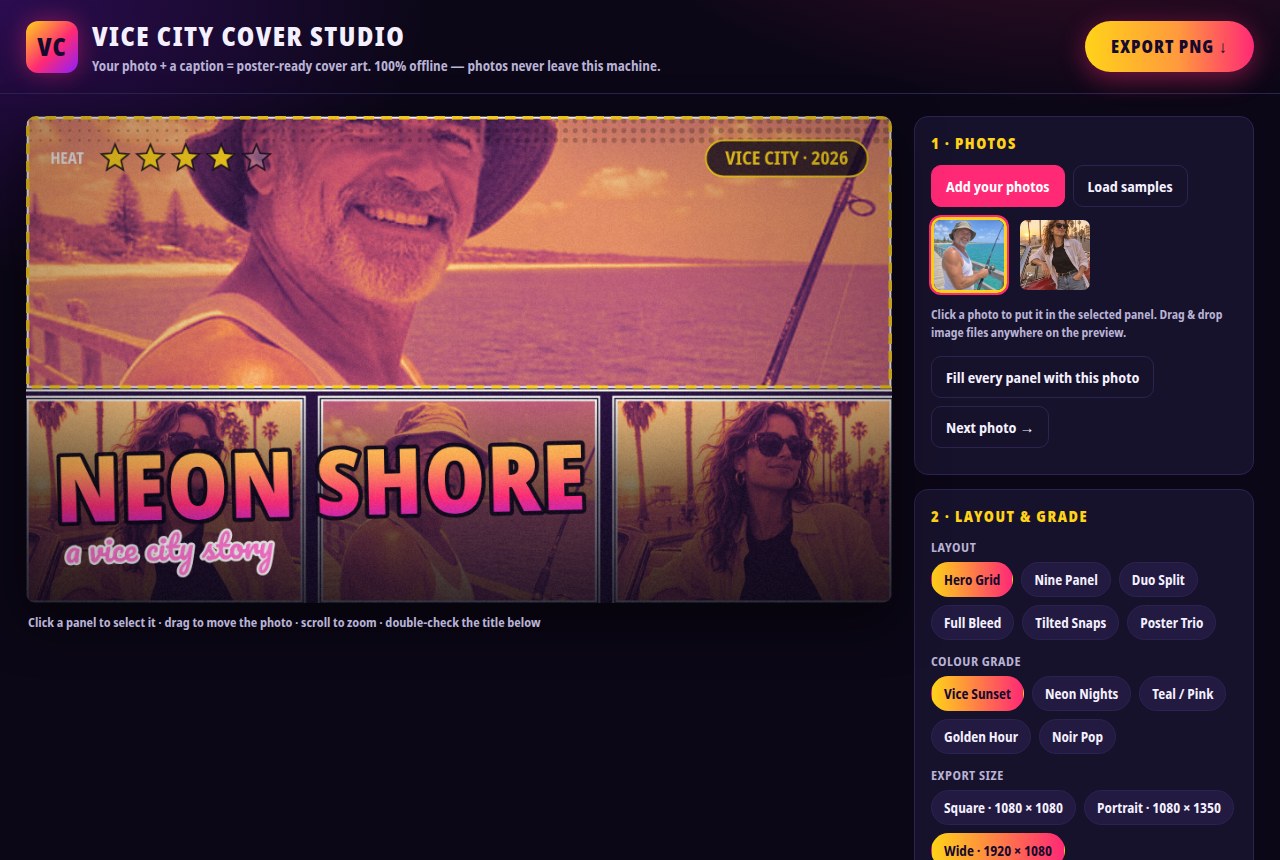 VC
VICE CITY COVER STUDIO
Your photo + a caption = poster-ready cover art. 100% offline — photos never leave this machine.
EXPORT PNG ↓
HEAT
VICE CITY · 2026
NEON SHORE
a vice city story
Click a panel to select it · drag to move the photo · scroll to zoom · double-check the title below
1 · PHOTOS
Add your photos
Load samples
Click a photo to put it in the selected panel. Drag & drop
image files anywhere on the preview.
Fill every panel with this photo
Next photo →
2 · LAYOUT & GRADE
LAYOUT
Hero Grid
Nine Panel
Duo Split
Full Bleed
Tilted Snaps
Poster Trio
COLOUR GRADE
Vice Sunset
Neon Nights
Teal / Pink
Golden Hour
Noir Pop
EXPORT SIZE
Square · 1080 × 1080
Portrait · 1080 × 1350
Wide · 1920 × 1080